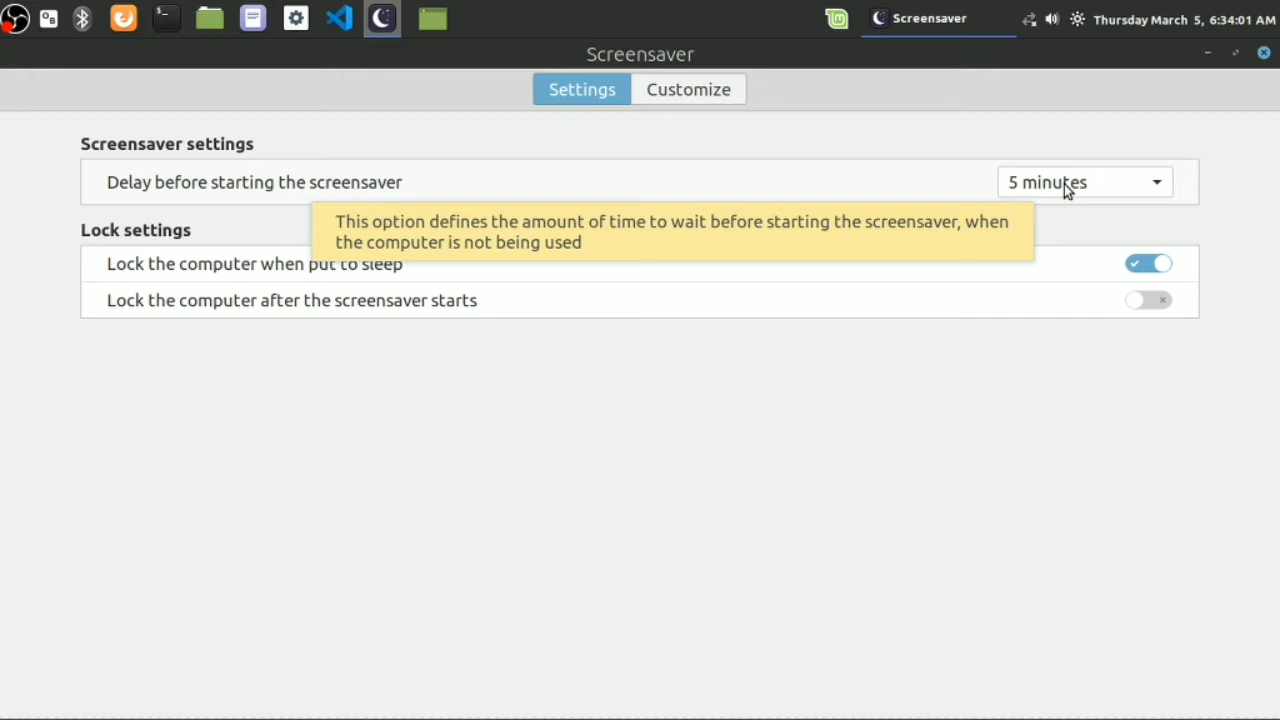 Screensaver
Thursday March 5, 6:34:01 AM
Screensaver
Settings
Customize
Screensaver settings
Delay before starting the screensaver
5 minutes
This option defines the amount of time to wait before starting the screensaver, when
the computer is not being used
Lock settings
Lock the computer when put to sleep
Lock the computer after the screensaver starts